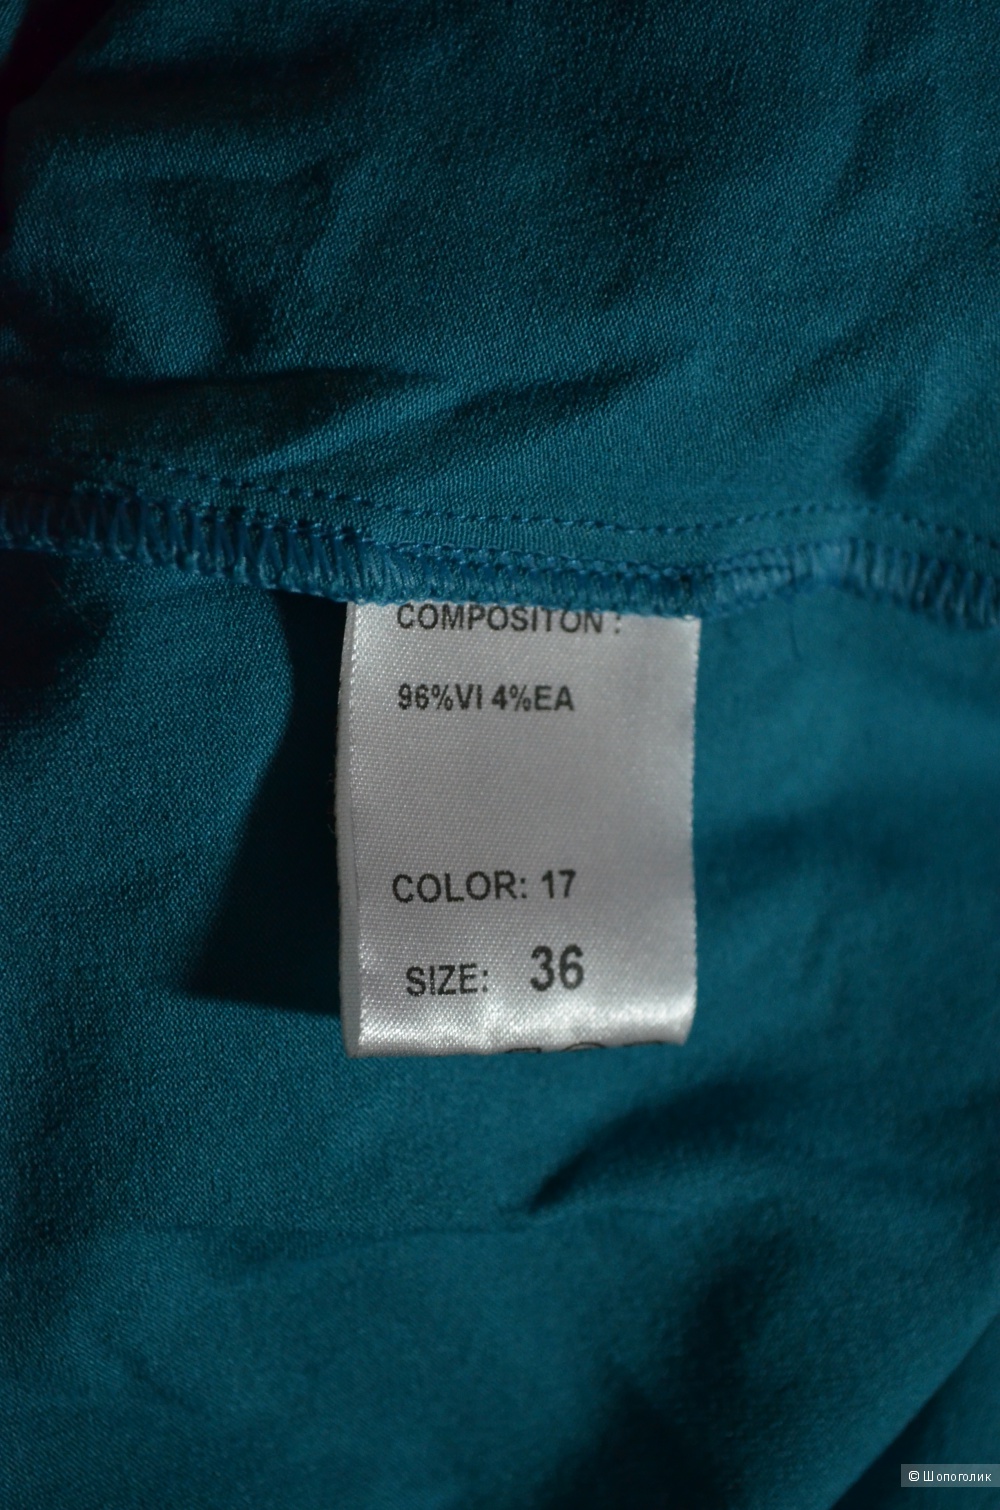 COMPOSITON :
96%VI 4%EA
COLOR: 17
SIZE: 36
© Шопоголик